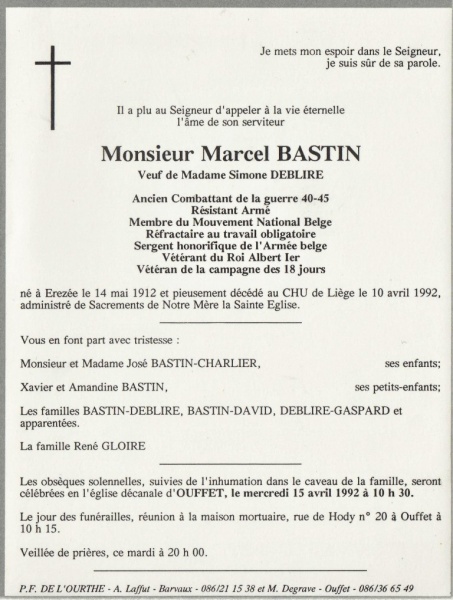 Je mets mon espoir dans le Seigneur,
je suis sûr de sa parole.
Il a plu au Seigneur d'appeler à la vie éternelle
l'âme de son serviteur
Monsieur Marcel BASTIN
Veuf de Madame Simone DEBLIRE
Ancien Combattant de la guerre 40-45
Résistant Armé
Membre du Mouvement National Belge
Réfractaire au travail obligatoire
Sergent honorifique de l'Armée belge
Vétérant du Roi Albert Ier
Vétéran de la campagne des 18 jours
né à Erezée le 14 mai 1912 et pieusement décédé au CHU de Liège le 10 avril 1992,
administré de Sacrements de Notre Mère la Sainte Eglise.
Vous en font part avec tristesse :
Monsieur et Madame José BASTIN-CHARLIER, ses enfants;
Xavier et Amandine BASTIN, ses petits-enfants;
Les familles BASTIN-DEBLIRE, BASTIN-DAVID, DEBLIRE-GASPARD et
apparentées.
La famille René GLOIRE
Les obsèques solennelles, suivies de l'inhumation dans le caveau de la famille, seront
célébrées en l'église décanale d'OUFFET, le mercredi 15 avril 1992 à 10 h 30.
Le jour des funérailles, réunion à la maison mortuaire, rue de Hody n° 20 à Ouffet à
10 h 15.
Veillée de prières, ce mardi à 20 h 00.
P.F. DE L'OURTHE - A. Laffut - Barvaux - 086/21 15 38 et M. Degrave - Ouffet - 086/36 65 49